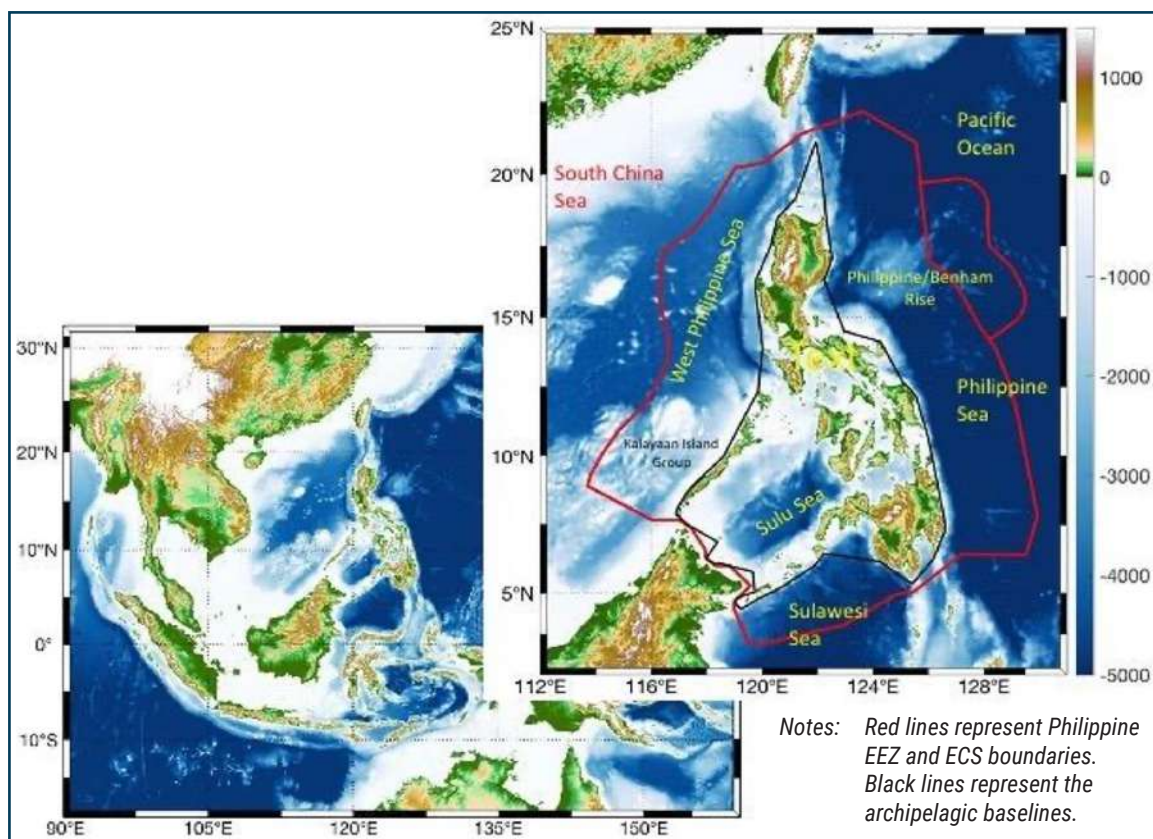 25°N
20°N
15°N
10°N
5°N
112°E 116°E 120°E 124°E 128°E
1000
0
-1000
-2000
-3000
-4000
-5000
Pacific
Ocean
South China
Sea
West Philippine Sea
Philippine/Benham
Rise
Philippine
Sea
Kalayaan Island
Group
Sulu Sea
Sulawesi
Sea
30°N
20°N
10°N
0°
10°S
90°E 105°E 120°E 135°E 150°E
Notes: Red lines represent Philippine
EEZ and ECS boundaries.
Black lines represent the
archipelagic baselines.